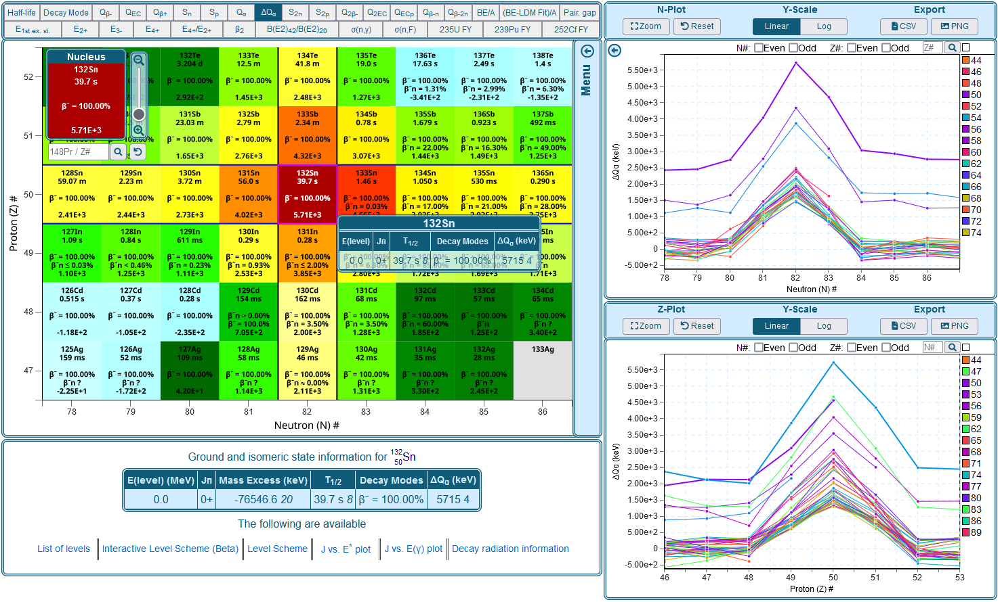 Half-life Decay Mode Qβ- QEC Qβ+ Sn Sp Qα ΔQα S2n S2p Q2β- Q2EC QECp Qβ-n Qβ-2n BE/A (BE-LDM Fit)/A Pair. gap
E1st ex. st. E2+ E3- E4+ E4+/E2+ β2 B(E2)42/B(E2)20 σ(n,γ) σ(n,F) 235U FY 239Pu FY 252Cf FY
Nucleus
132Sn
39.7 s
β⁻ = 100.00%
5.71E+3
148Pr / Z#
132Te 133Te 134Te 135Te 136Te 137Te 138Te
3.204 d 12.5 m 41.8 m 19.0 s 17.63 s 2.49 s 1.4 s
β⁻ = 100.00% β⁻ = 100.00% β⁻ = 100.00% β⁻ = 100.00% β⁻ = 100.00% β⁻ = 100.00% β⁻ = 100.00%
β⁻n = 1.31% β⁻n = 2.99% β⁻n = 6.30%
2.92E+2 1.45E+3 2.48E+3 1.27E+3 -3.41E+2 -2.31E+2 -1.35E+2
131Sb 132Sb 133Sb 134Sb 135Sb 136Sb 137Sb
23.03 m 2.79 m 2.34 m 0.78 s 1.679 s 0.923 s 492 ms
β⁻ = 100.00% β⁻ = 100.00% β⁻ = 100.00% β⁻ = 100.00% β⁻ = 100.00% β⁻ = 100.00% β⁻ = 100.00%
β⁻n = 22.00% β⁻n = 16.30% β⁻n = 49.00%
1.65E+3 2.76E+3 4.32E+3 3.07E+3 1.44E+3 1.49E+3 1.25E+3
128Sn 129Sn 130Sn 131Sn 132Sn 133Sn 134Sn 135Sn 136Sn
59.07 m 2.23 m 3.72 m 56.0 s 39.7 s 1.46 s 1.050 s 530 ms 0.290 s
β⁻ = 100.00% β⁻ = 100.00% β⁻ = 100.00% β⁻ = 100.00% β⁻ = 100.00% β⁻ = 100.00% β⁻ = 100.00% β⁻ = 100.00% β⁻ = 100.00%
β⁻n = 0.03% β⁻n = 17.00% β⁻n = 21.00% β⁻n = 28.00%
2.41E+3 2.44E+3 2.73E+3 4.02E+3 5.71E+3
132Sn
E(level) Jπ T1/2 Decay Modes ΔQα (keV)
0.0 0+ 39.7 s 8 β⁻ = 100.00% 5715 4
127In 128In 129In 130In 131In
1.09 s 0.84 s 611 ms 0.29 s 0.28 s
β⁻ = 100.00% β⁻ = 100.00% β⁻ = 100.00% β⁻ = 100.00% β⁻ = 100.00%
β⁻n ≤ 0.03% β⁻n < 0.46% β⁻n = 0.23% β⁻n = 0.93% β⁻n ≤ 2.00%
1.10E+3 1.25E+3 1.11E+3 2.53E+3 3.85E+3 2.80E+3 1.72E+3 1.69E+3 1.71E+3
126Cd 127Cd 128Cd 129Cd 130Cd 131Cd 132Cd 133Cd 134Cd
0.515 s 0.37 s 0.28 s 154 ms 162 ms 68 ms 97 ms 57 ms 65 ms
β⁻ = 100.00% β⁻ = 100.00% β⁻ = 100.00% β⁻n ≈ 0.00% β⁻ = 100.00% β⁻ = 100.00% β⁻ = 100.00% β⁻ = 100.00% β⁻ = 100.00%
β⁻ = 100.0% β⁻n = 3.50% β⁻n = 3.50% β⁻n = 60.00% β⁻n β⁻n ?
-1.18E+2 -1.05E+2 -2.35E+2 7.05E+2 2.00E+3 1.28E+3 1.85E+2 1.25E+2 3.40E+2
125Ag 126Ag 127Ag 128Ag 129Ag 130Ag 131Ag 132Ag 133Ag
159 ms 52 ms 109 ms 58 ms 46 ms 42 ms 35 ms 28 ms
β⁻ = 100.00% β⁻ = 100.00% β⁻ = 100.00% β⁻ = 100.00% β⁻ = 100.00% β⁻ = 100.00% β⁻ = 100.00% β⁻ = 100.00%
β⁻n ? β⁻n ? β⁻n ? β⁻n ≈ 0.00% β⁻n ? β⁻n ? β⁻n ?
-2.25E+1 -1.72E+2 4.20E+1 1.14E+3 2.11E+3 1.31E+3 3.30E+2 2.45E+2
52
51
50
49
48
47
Proton (Z) #
78 79 80 81 82 83 84 85 86
Neutron (N) #
Menu
Ground and isomeric state information for 132 50 Sn
E(level) (MeV) Jπ Mass Excess (keV) T1/2 Decay Modes ΔQα (keV)
0.0 0+ -76546.6 20 39.7 s 8 β⁻ = 100.00% 5715 4
The following are available
List of levels Interactive Level Scheme (Beta) Level Scheme J vs. E* plot J vs. E(γ) plot Decay radiation information
N-Plot Y-Scale Export
Zoom Reset Linear Log CSV PNG
N#: Even Odd Z#: Even Odd Z#
5.50e+3
5.00e+3
4.50e+3
4.00e+3
3.50e+3
3.00e+3
2.50e+3
2.00e+3
1.50e+3
1.00e+3
5.00e+2
0
-5.00e+2
ΔQα (keV)
78 79 80 81 82 83 84 85 86
Neutron (N) #
44
46
48
50
52
54
56
58
60
62
64
66
68
70
72
74
Z-Plot Y-Scale Export
Zoom Reset Linear Log CSV PNG
N#: Even Odd Z#: Even Odd N#
5.50e+3
5.00e+3
4.50e+3
4.00e+3
3.50e+3
3.00e+3
2.50e+3
2.00e+3
1.50e+3
5.00e+2
0
-5.00e+2
ΔQα (keV)
46 47 48 49 50 51 52 53
Proton (Z) #
44
47
50
53
56
59
62
65
68
71
74
77
80
83
86
89